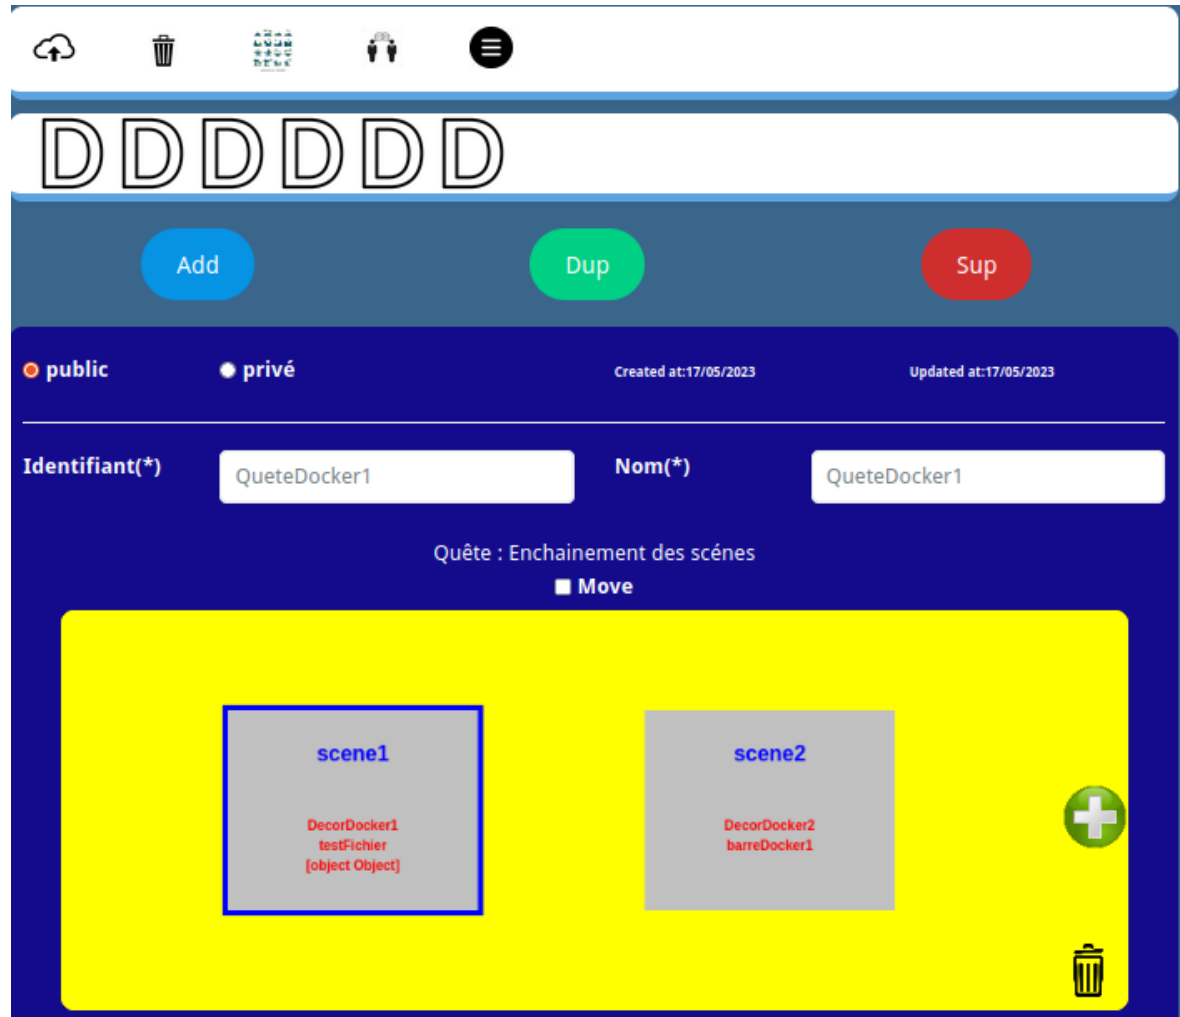 D D D D D D
Add Dup Sup
public privé Created at:17/05/2023 Updated at:17/05/2023
Identifiant(*) QueteDocker1 Nom(*) QueteDocker1
Quête : Enchainement des scénes
Move
scene1 scene2
DecorDocker1 DecorDocker2
testFichier barreDocker1
[object Object]